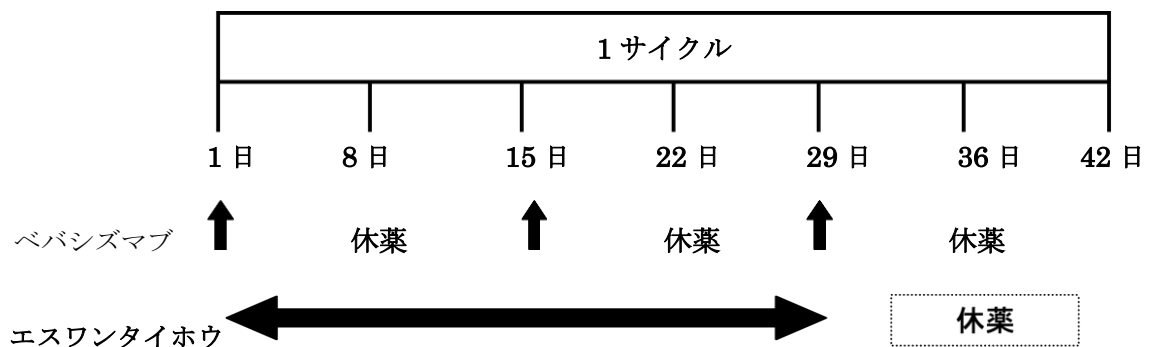 1サイクル
1日 8日 15日 22日 29日 36日 42日
ベバシズマブ 休薬 休薬 休薬
エスワンタイホウ 休薬